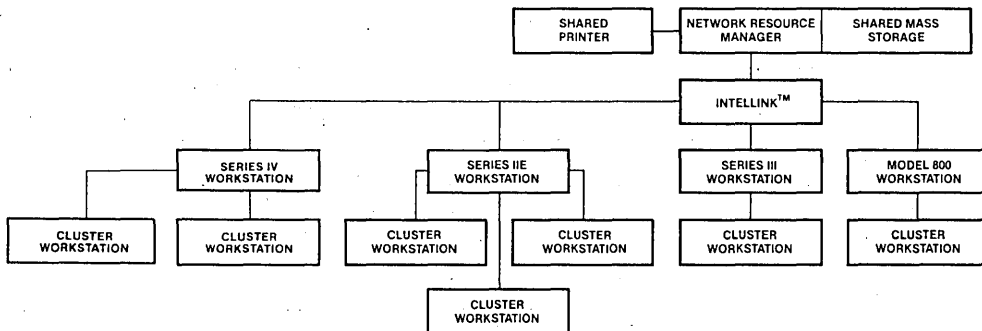 SHARED
PRINTER
NETWORK RESOURCE
MANAGER
SHARED MASS
STORAGE
INTELLINK™
SERIES IV
WORKSTATION
SERIES IIE
WORKSTATION
SERIES III
WORKSTATION
MODEL 800
WORKSTATION
CLUSTER
WORKSTATION
CLUSTER
WORKSTATION
CLUSTER
WORKSTATION
CLUSTER
WORKSTATION
CLUSTER
WORKSTATION
CLUSTER
WORKSTATION
CLUSTER
WORKSTATION